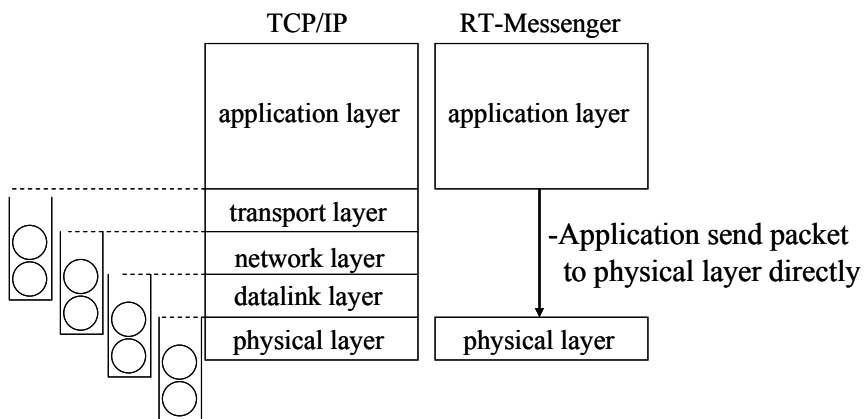 TCP/IP
RT-Messenger
application layer
application layer
transport layer
network layer
datalink layer
physical layer
-Application send packet
to physical layer directly
physical layer